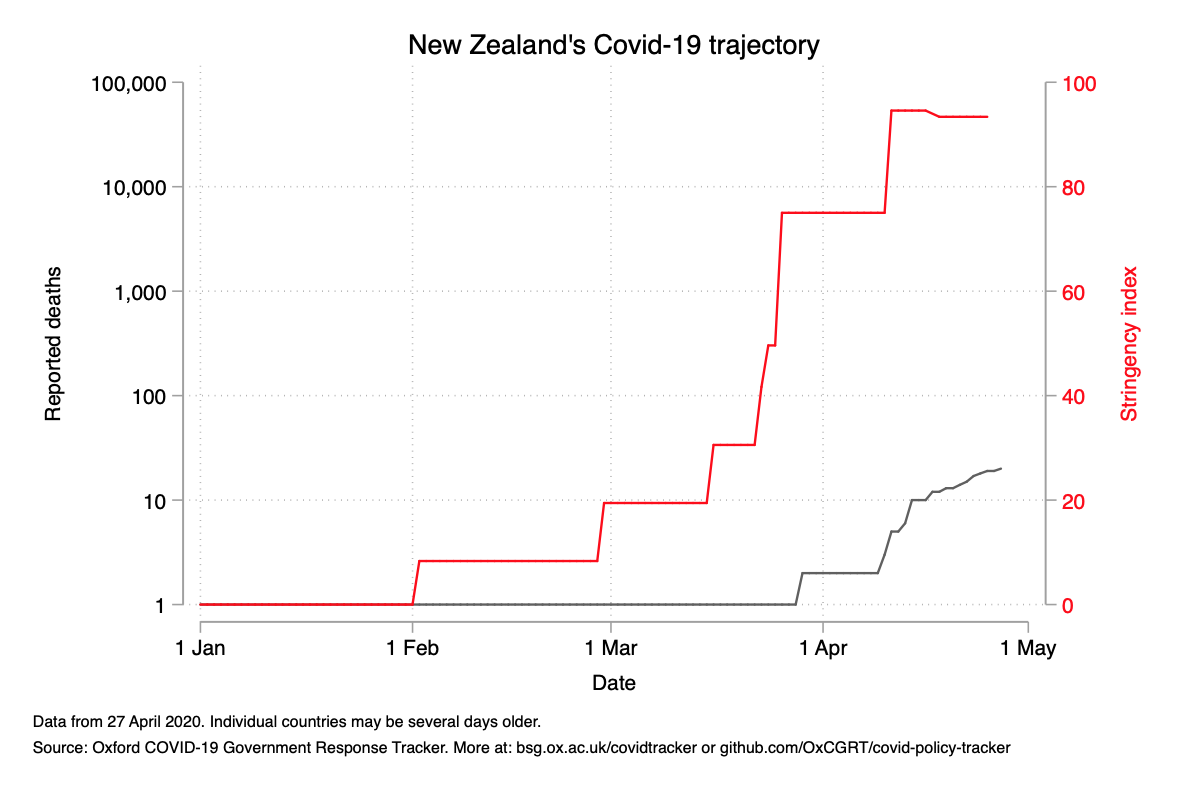 New Zealand's Covid-19 trajectory
100,000
10,000
1,000
100
10
1
Reported deaths
100
80
60
40
20
0
Stringency index
1 Jan
1 Feb
1 Mar
1 Apr
1 May
Date
Data from 27 April 2020. Individual countries may be several days older.
Source: Oxford COVID-19 Government Response Tracker. More at: bsg.ox.ac.uk/covidtracker or github.com/OxCGRT/covid-policy-tracker